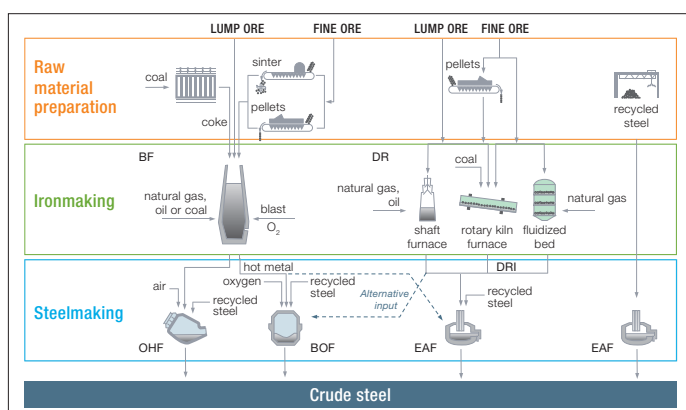 LUMP ORE
FINE ORE
LUMP ORE
FINE ORE
Raw
material
preparation
coal
sinter
pellets
coke
pellets
recycled
steel
Ironmaking
BF
natural gas,
oil or coal
blast
O₂
DR
coal
natural gas,
oil
natural gas
shaft
furnace
rotary kiln
furnace
fluidized
bed
Steelmaking
hot metal
DRI
air
oxygen
recycled
steel
recycled
steel
Alternative
input
recycled
steel
OHF
BOF
EAF
EAF
Crude steel